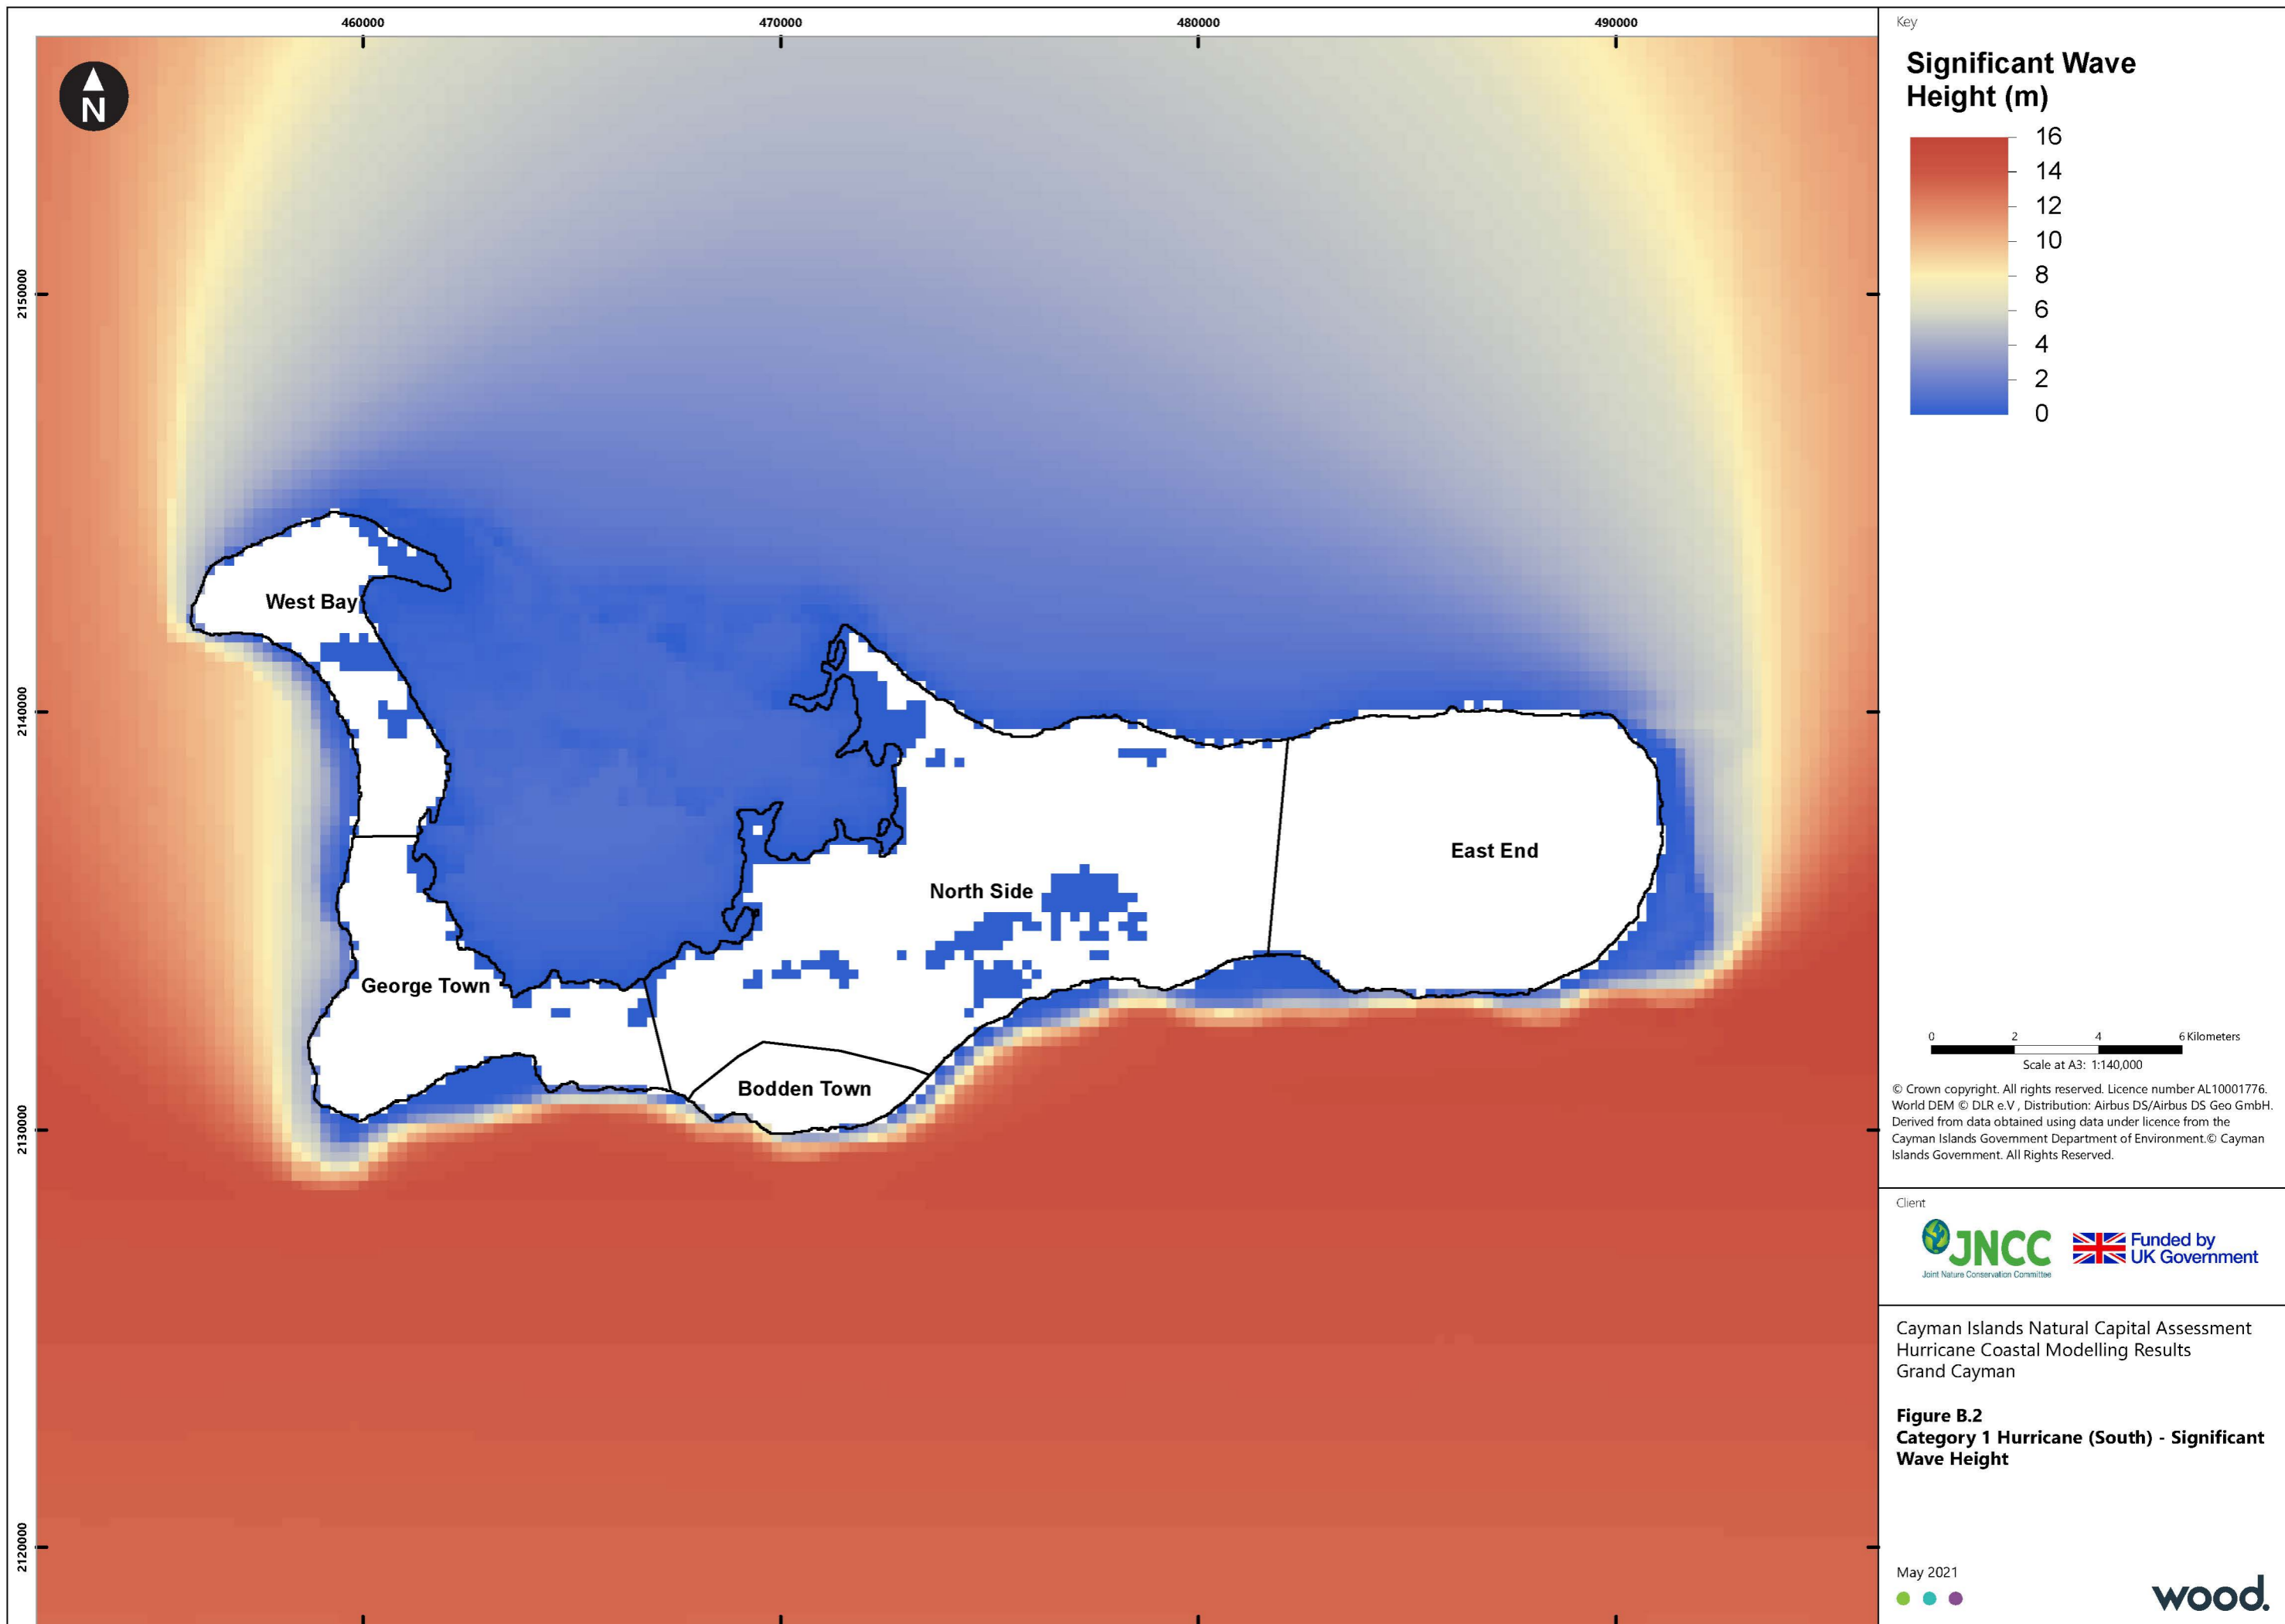 460000
470000
480000
490000
N
2150000
2140000
2130000
2120000
West Bay
George Town
North Side
East End
Bodden Town
Key
Significant Wave
Height (m)
16
14
12
10
8
6
4
2
0
0 2 4 6 Kilometers
Scale at A3: 1:140,000
© Crown copyright. All rights reserved. Licence number AL10001776.
World DEM © DLR e.V , Distribution: Airbus DS/Airbus DS Geo GmbH.
Derived from data obtained using data under licence from the
Cayman Islands Government Department of Environment.© Cayman
Islands Government. All Rights Reserved.
Client
JNCC
Joint Nature Conservation Committee
Funded by
UK Government
Cayman Islands Natural Capital Assessment
Hurricane Coastal Modelling Results
Grand Cayman
Figure B.2
Category 1 Hurricane (South) - Significant
Wave Height
May 2021
wood.